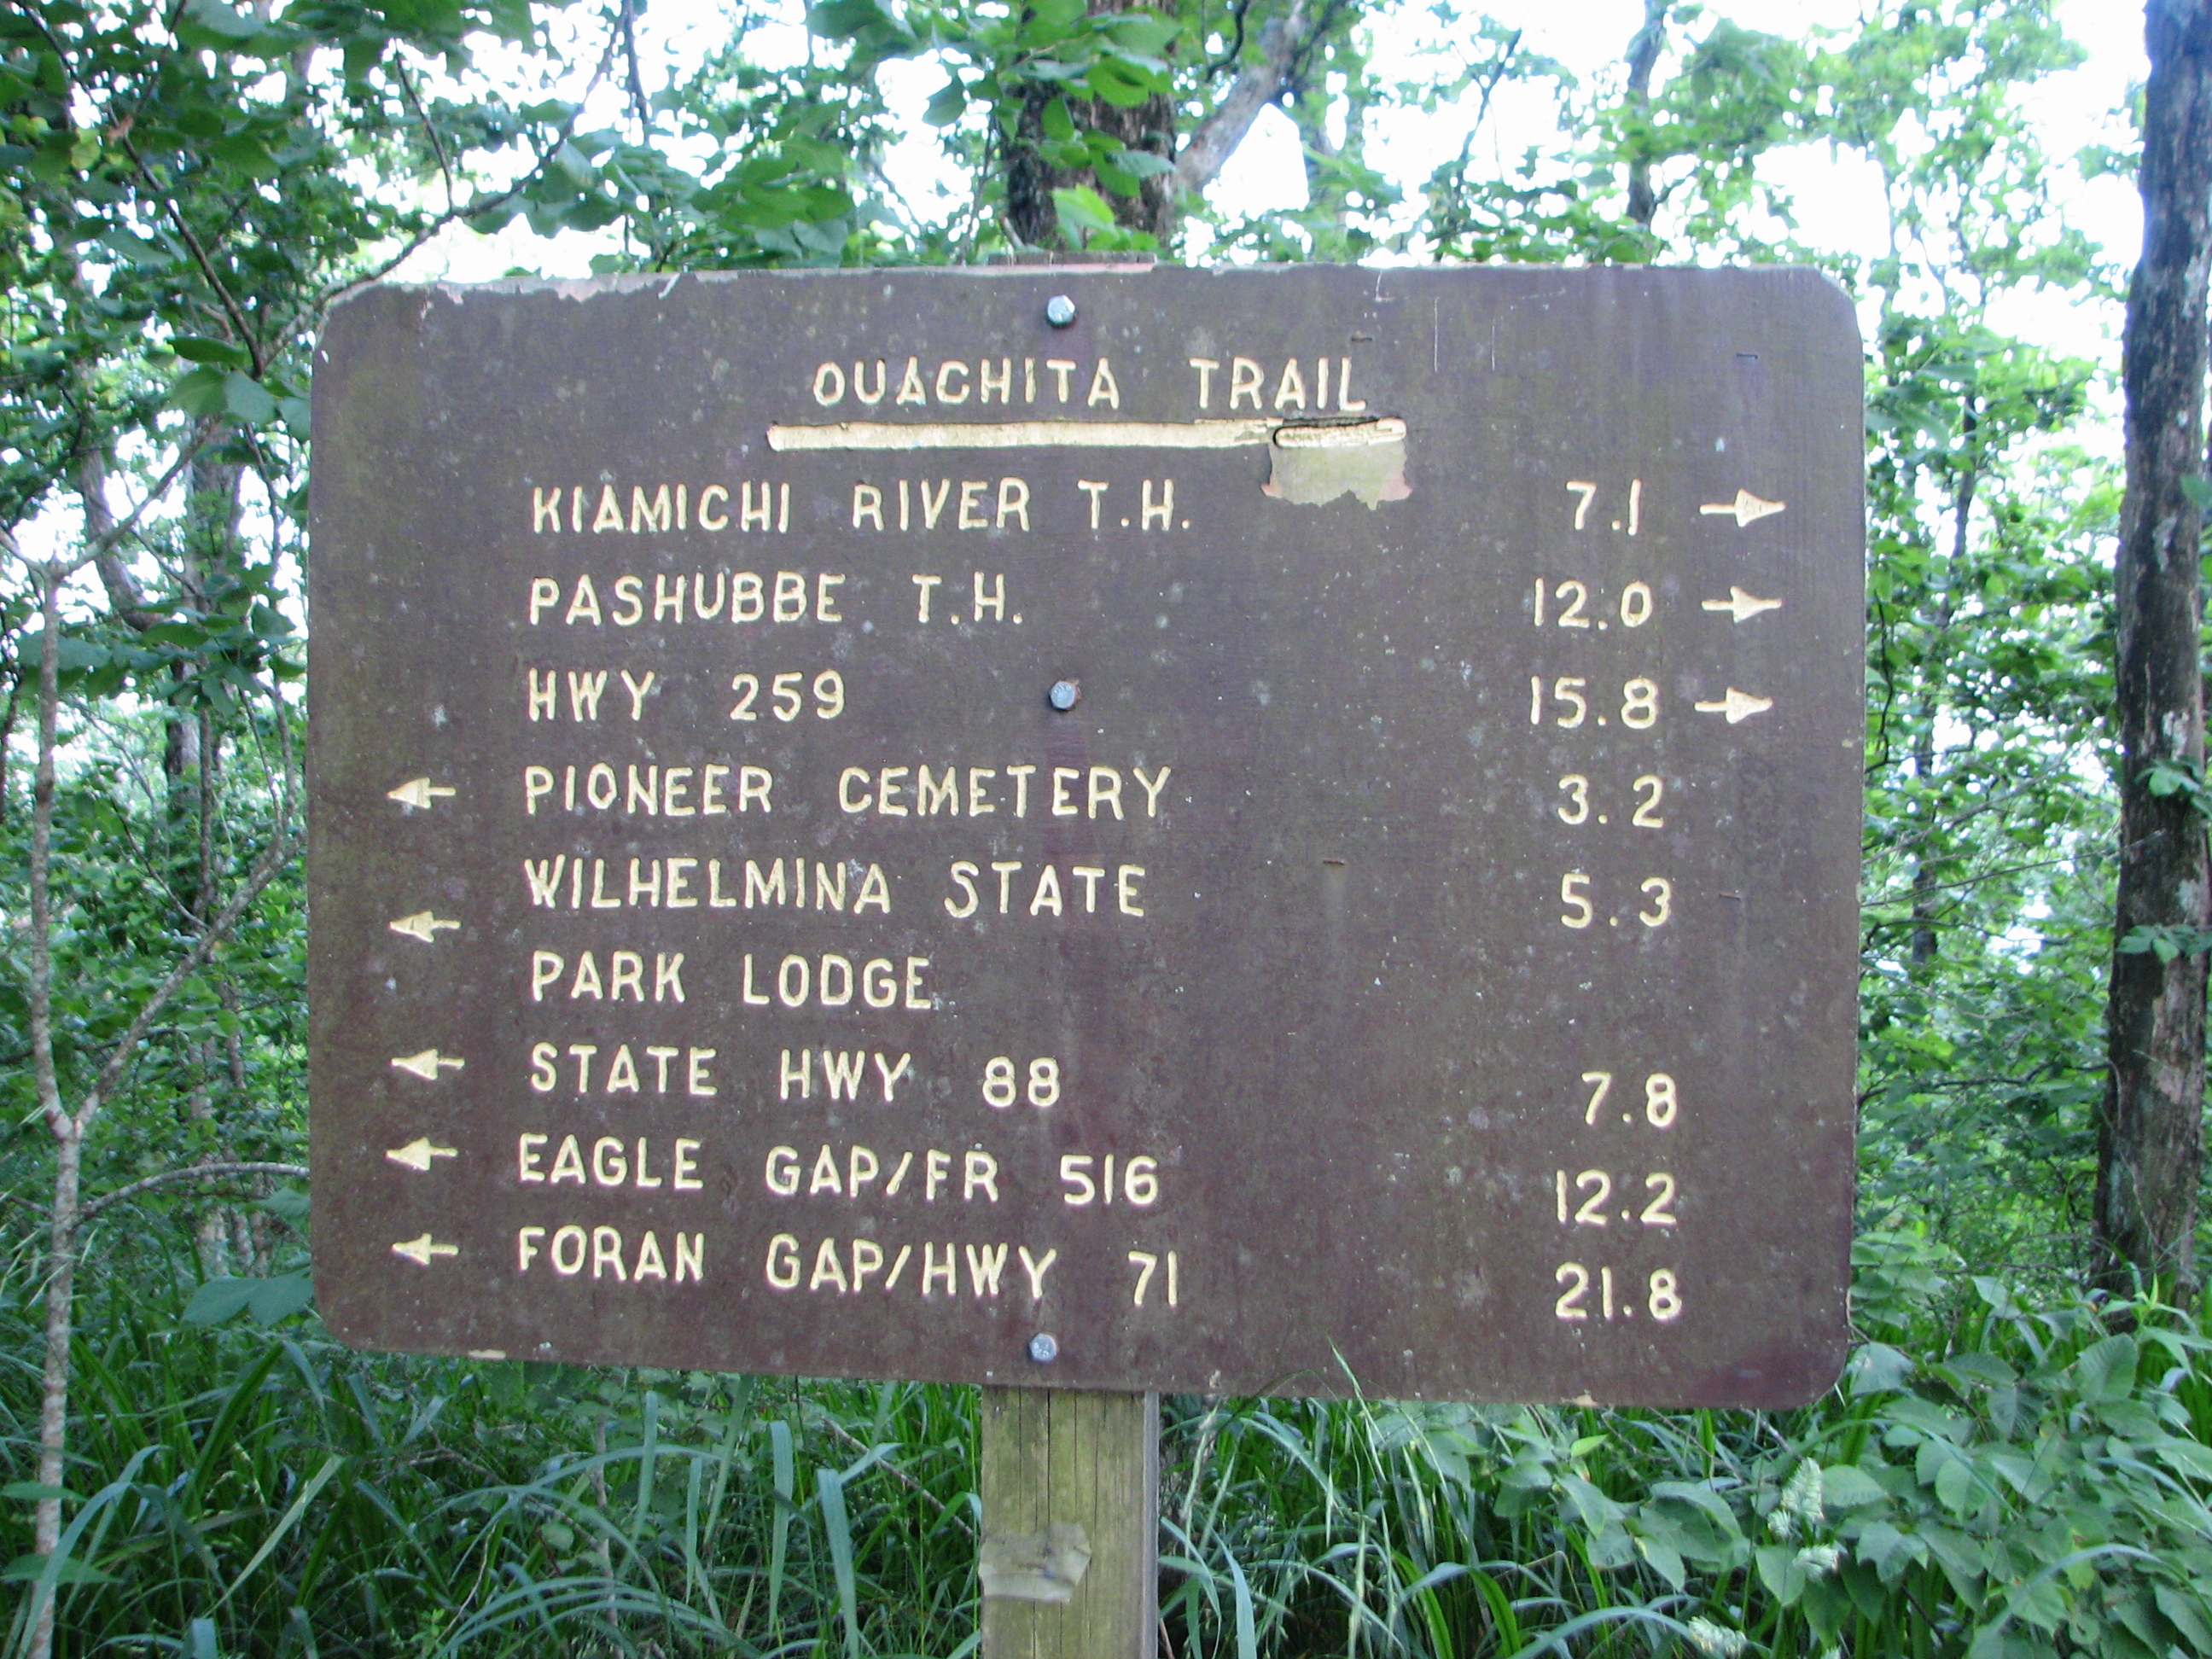 OUACHITA TRAIL
KIAMICHI RIVER T.H. 7.1 →
PASHUBBE T.H. 12.0 →
HWY 259 15.8 →
← PIONEER CEMETERY 3.2
← WILHELMINA STATE 5.3
PARK LODGE
← STATE HWY 88 7.8
← EAGLE GAP/FR 516 12.2
← FORAN GAP/HWY 71 21.8